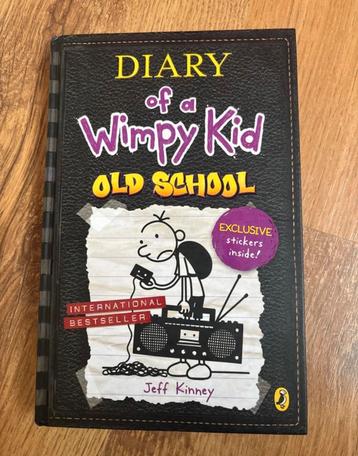 DIARY
of a
Wimpy Kid
OLD SCHOOL
EXCLUSIVE
stickers
inside!
INTERNATIONAL
BESTSELLER
Jeff Kinney